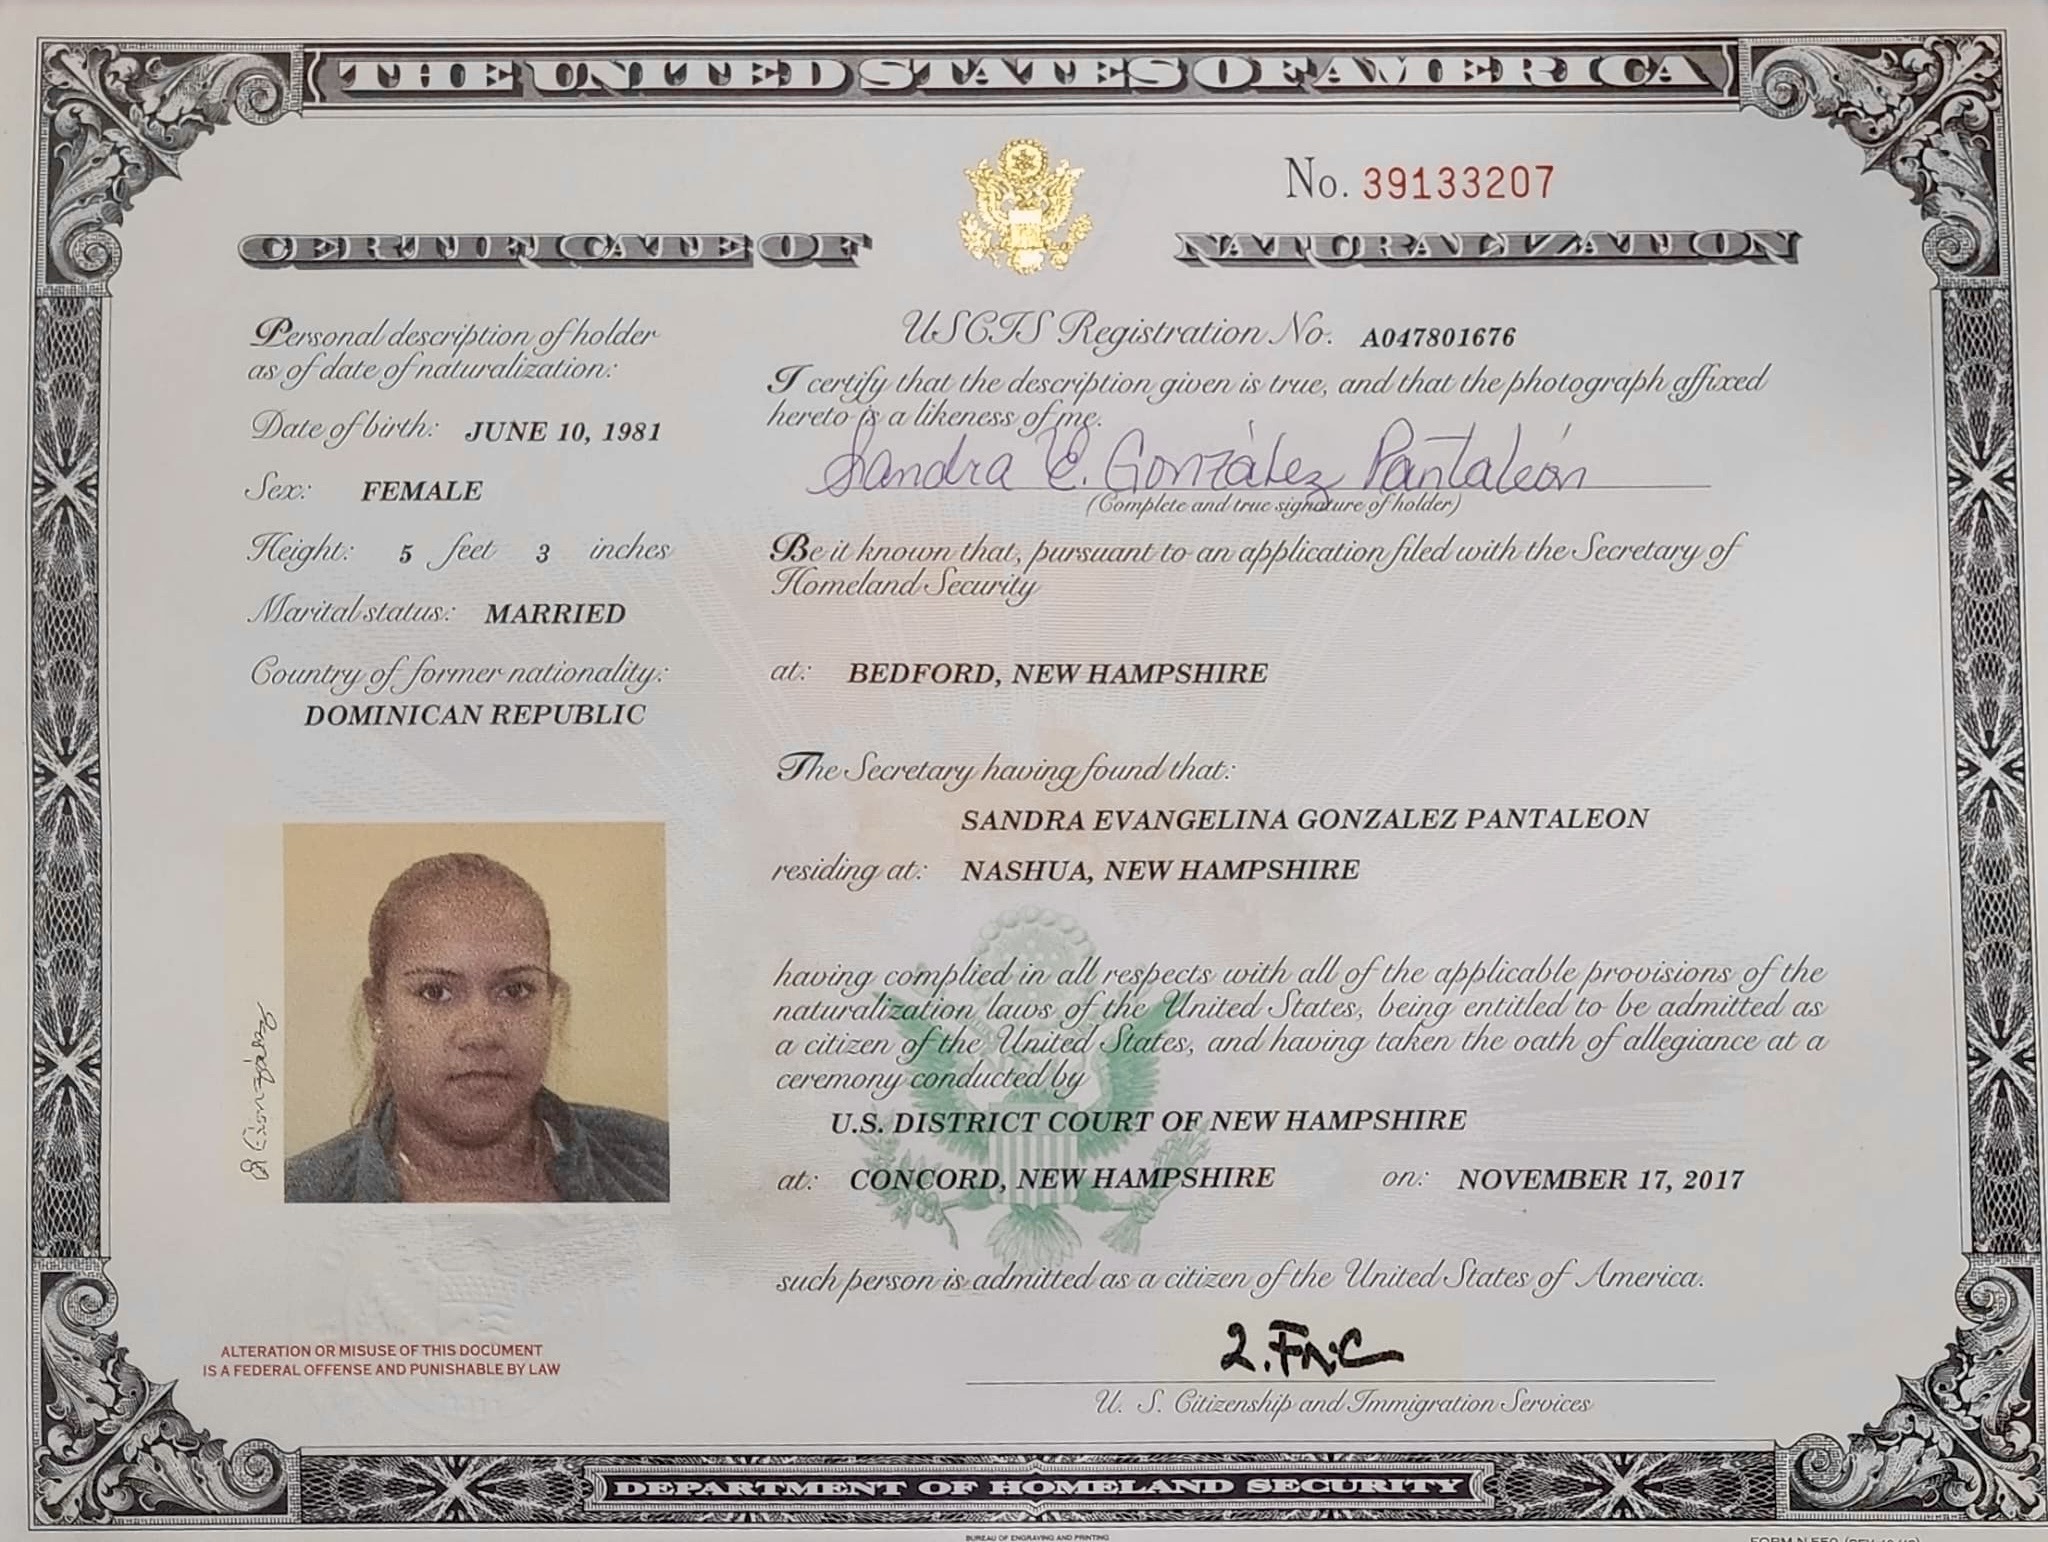 THE UNITED STATES OF AMERICA
No. 39133207
CERTIFICATE OF NATURALIZATION
Personal description of holder
as of date of naturalization:
Date of birth: JUNE 10, 1981
Sex: FEMALE
Height: 5 feet 3 inches
Marital status: MARRIED
Country of former nationality:
DOMINICAN REPUBLIC
USCIS Registration No. A047801676
I certify that the description given is true, and that the photograph affixed
hereto is a likeness of me.
Sandra E. González Pantaleón
(Complete and true signature of holder)
Be it known that, pursuant to an application filed with the Secretary of
Homeland Security
at: BEDFORD, NEW HAMPSHIRE
The Secretary having found that:
SANDRA EVANGELINA GONZALEZ PANTALEON
residing at: NASHUA, NEW HAMPSHIRE
having complied in all respects with all of the applicable provisions of the
naturalization laws of the United States, being entitled to be admitted as
a citizen of the United States, and having taken the oath of allegiance at a
ceremony conducted by
U.S. DISTRICT COURT OF NEW HAMPSHIRE
at: CONCORD, NEW HAMPSHIRE on: NOVEMBER 17, 2017
such person is admitted as a citizen of the United States of America.
U. S. Citizenship and Immigration Services
ALTERATION OR MISUSE OF THIS DOCUMENT
IS A FEDERAL OFFENSE AND PUNISHABLE BY LAW
DEPARTMENT OF HOMELAND SECURITY
BUREAU OF ENGRAVING AND PRINTING